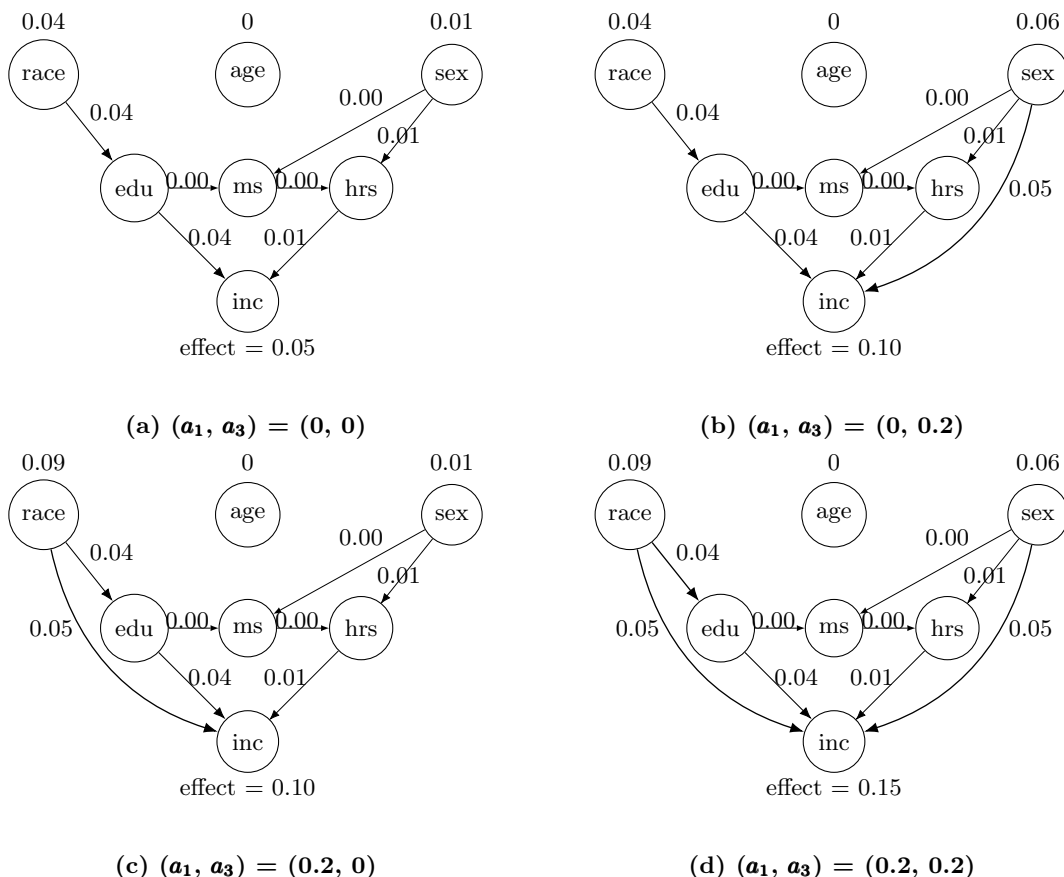 0.04 0 0.01
race age sex
0.04 0.00 0.01
edu 0.00 ms 0.00 hrs
0.04 0.01
inc
effect = 0.05
(a) (a1, a3) = (0, 0)
0.04 0 0.06
race age sex
0.04 0.00 0.01
edu 0.00 ms 0.00 hrs 0.05
0.04 0.01
inc
effect = 0.10
(b) (a1, a3) = (0, 0.2)
0.09 0 0.01
race age sex
0.04 0.00 0.01
0.05 edu 0.00 ms 0.00 hrs
0.04 0.01
inc
effect = 0.10
(c) (a1, a3) = (0.2, 0)
0.09 0 0.06
race age sex
0.04 0.00 0.01
0.05 edu 0.00 ms 0.00 hrs 0.05
0.04 0.01
inc
effect = 0.15
(d) (a1, a3) = (0.2, 0.2)